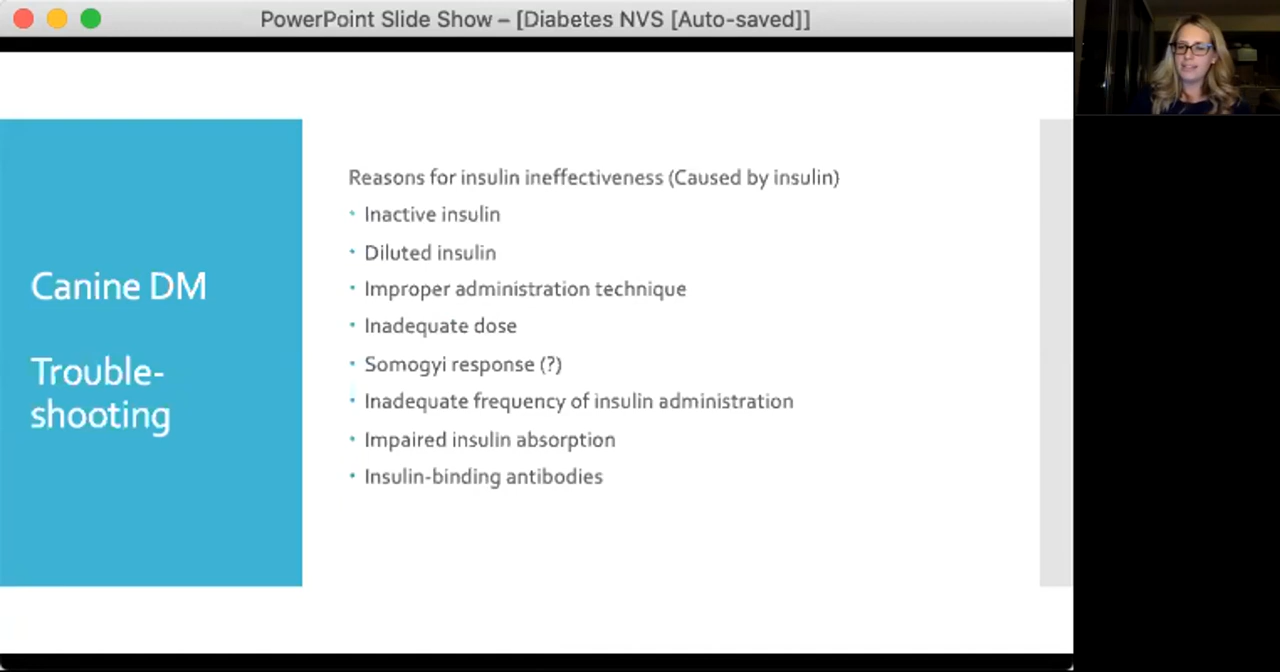 PowerPoint Slide Show – [Diabetes NVS [Auto-saved]]
Canine DM
Trouble-
shooting
Reasons for insulin ineffectiveness (Caused by insulin)
• Inactive insulin
• Diluted insulin
• Improper administration technique
• Inadequate dose
• Somogyi response (?)
• Inadequate frequency of insulin administration
• Impaired insulin absorption
• Insulin-binding antibodies